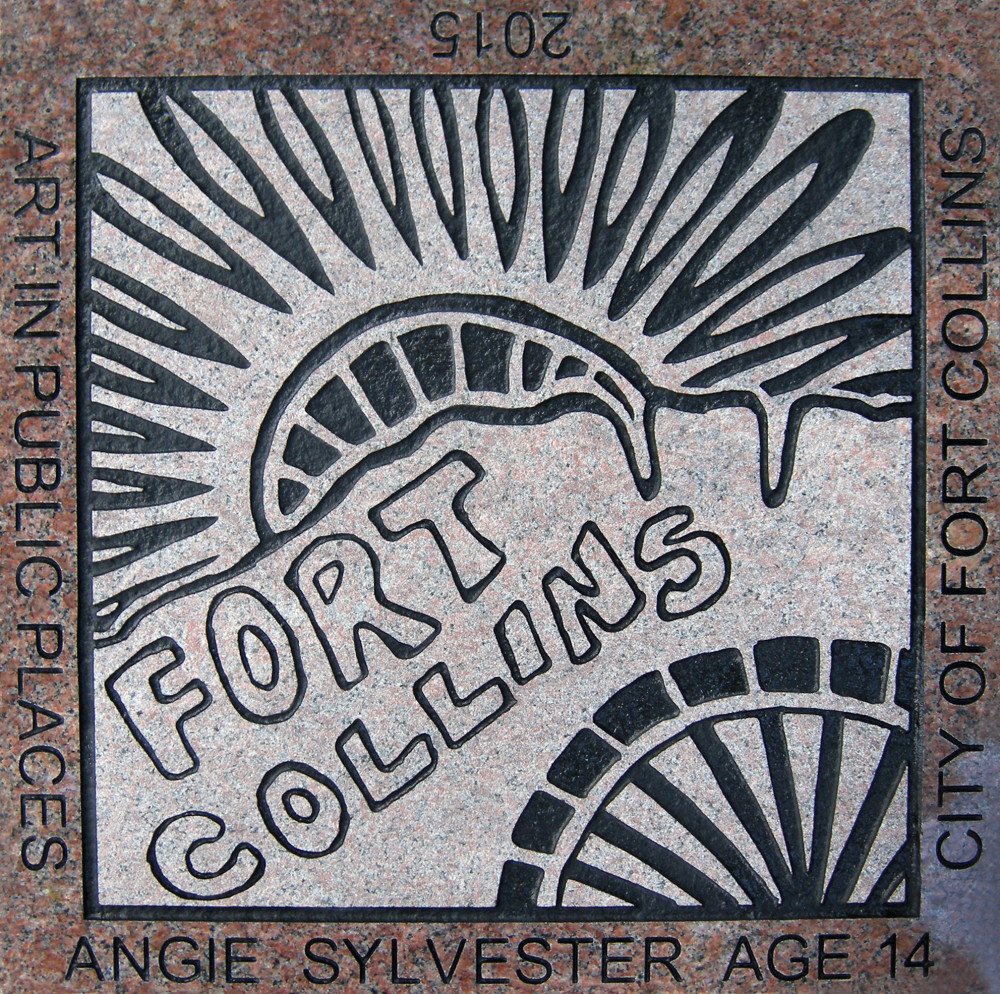 2015
ART IN PUBLIC PLACES
CITY OF FORT COLLINS
FORT
COLLINS
ANGIE SYLVESTER AGE 14